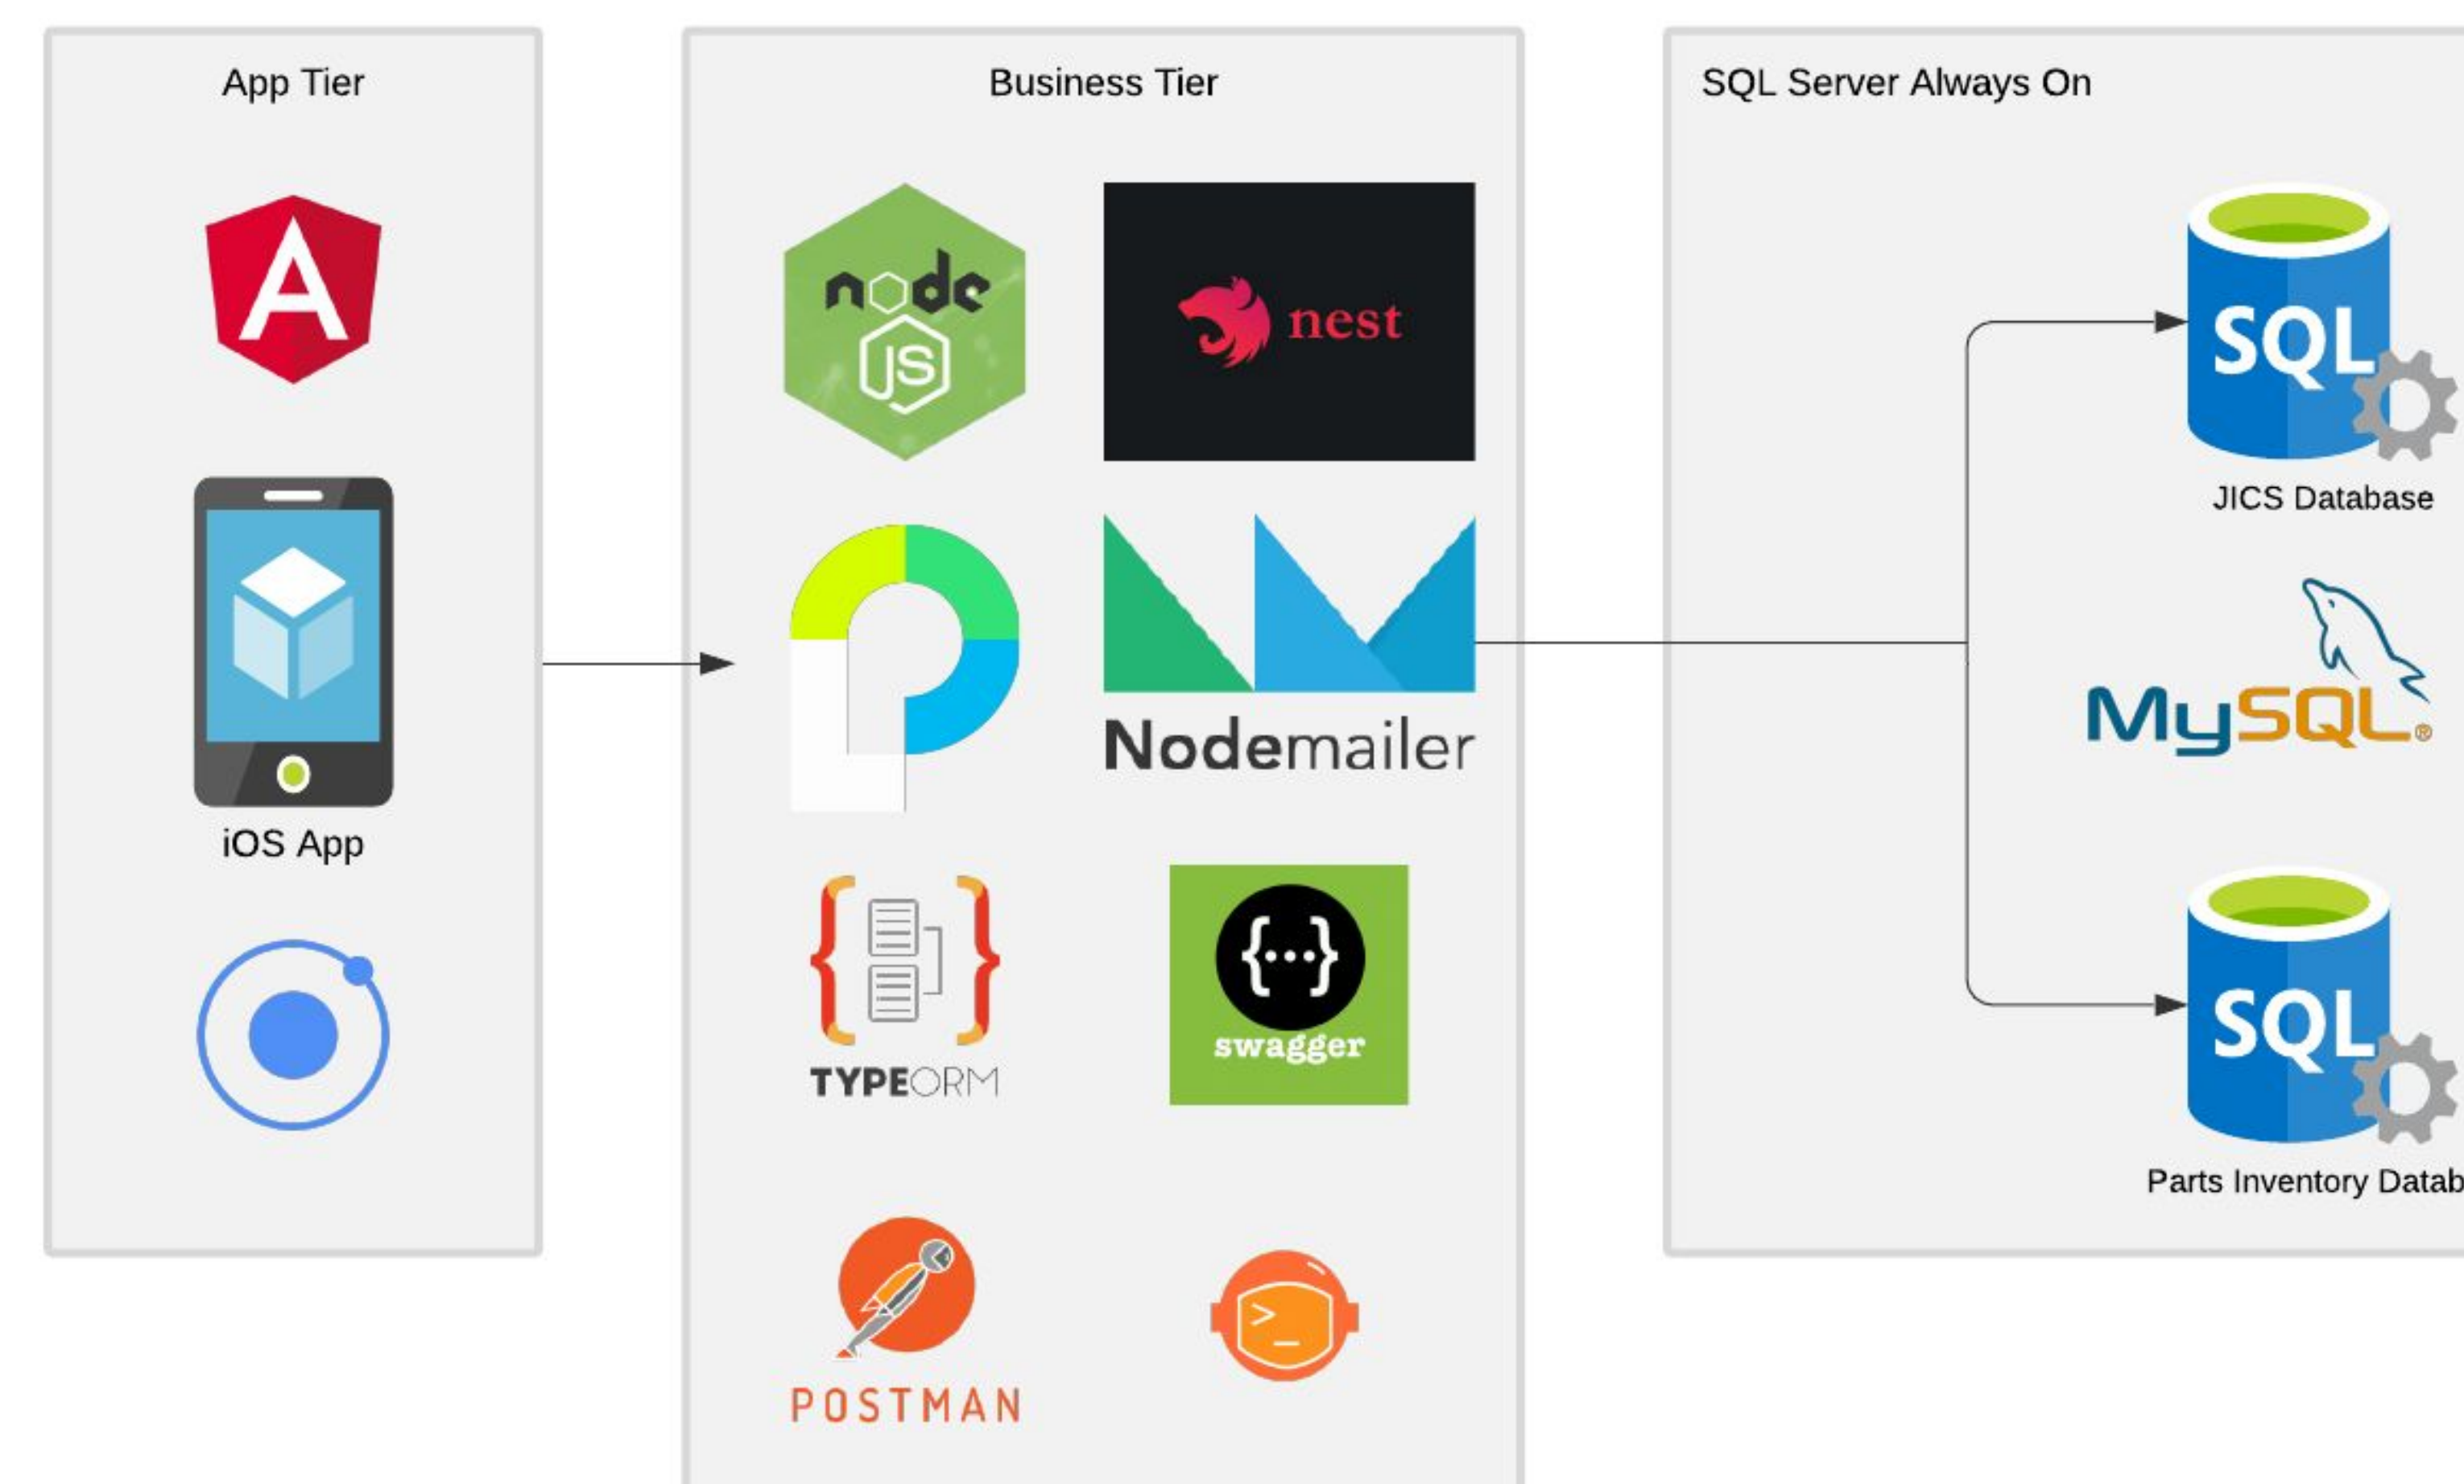 App Tier
iOS App
Business Tier
node
JS
nest
Nodemailer
TYPEORM
{···}
swagger
POSTMAN
>_
SQL Server Always On
SQL
JICS Database
MySQL®
SQL
Parts Inventory Datab